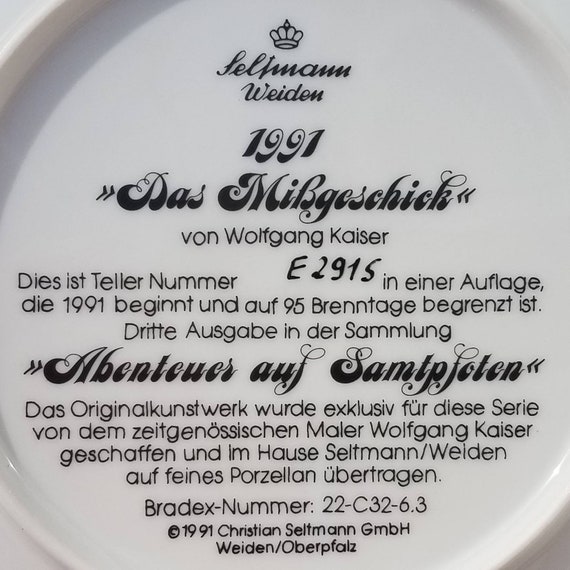 Seltmann
Weiden
1991
»Das Mißgeschick«
von Wolfgang Kaiser
Dies ist Teller Nummer E2915 in einer Auflage,
die 1991 beginnt und auf 95 Brenntage begrenzt ist.
Dritte Ausgabe in der Sammlung
»Abenteuer auf Samtpfoten«
Das Originalkunstwerk wurde exklusiv für diese Serie
von dem zeitgenössischen Maler Wolfgang Kaiser
geschaffen und im Hause Seltmann/Weiden
auf feines Porzellan übertragen.
Bradex-Nummer: 22-C32-6.3
©1991 Christian Seltmann GmbH
Weiden/Oberpfalz